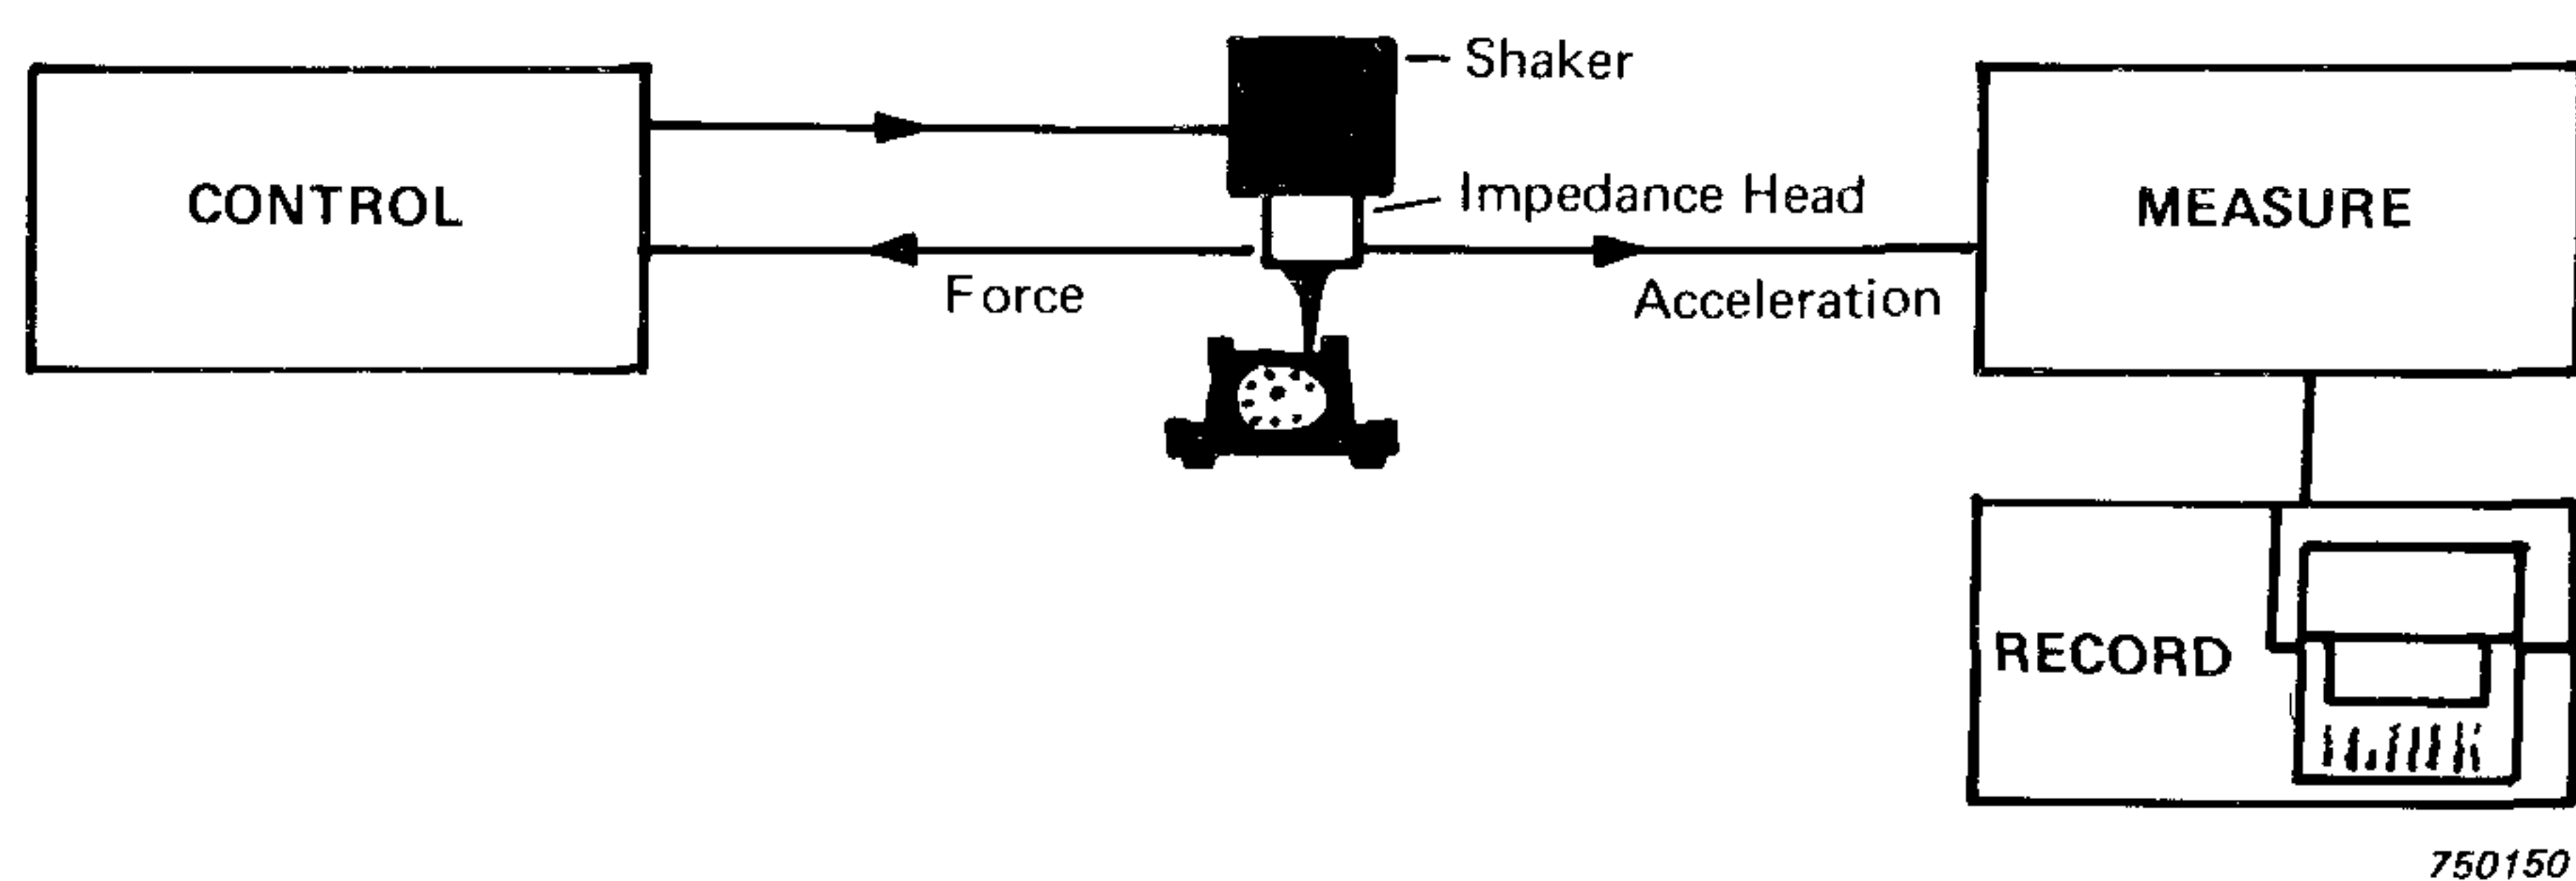 Shaker
CONTROL
Impedance Head
MEASURE
Force
Acceleration
RECORD
750150